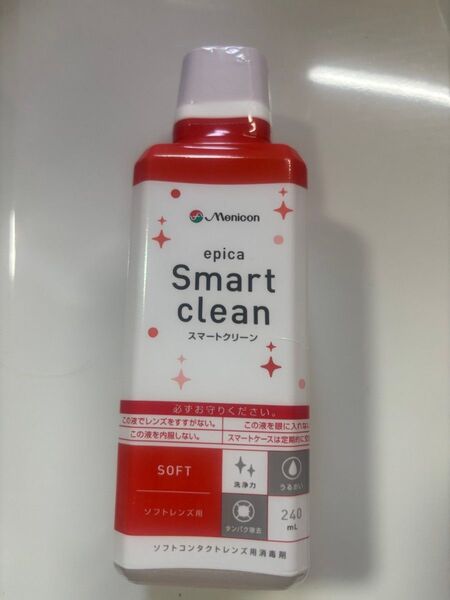 Menicon
epica
Smart
clean
スマートクリーン
必ずお守りください。
この液でレンズをすすがない。 この液を眼に入れな
この液を内服しない。 スマートケースは定期的に交
SOFT
洗浄力
うるおい
ソフトレンズ用
タンパク除去
240
mL
ソフトコンタクトレンズ用消毒剤